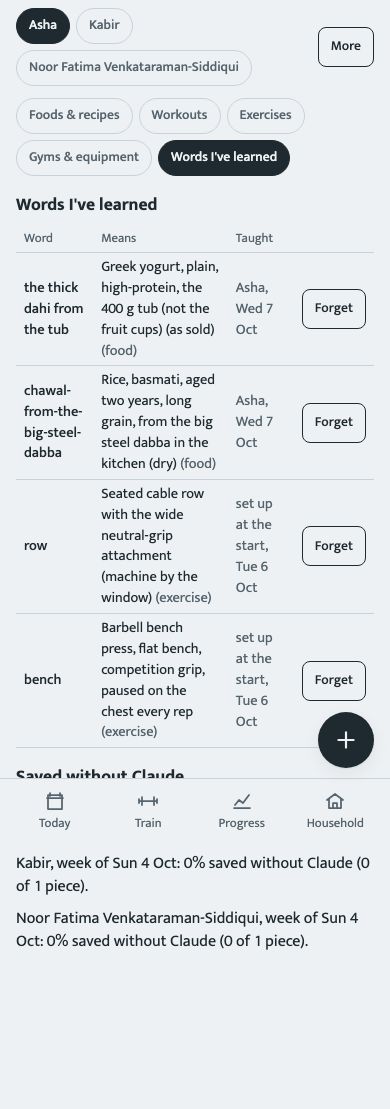 Asha
Kabir
More
Noor Fatima Venkataraman-Siddiqui
Foods & recipes
Workouts
Exercises
Gyms & equipment
Words I've learned
Words I've learned
Word
Means
Taught
the thick
dahi from
the tub
Greek yogurt, plain,
high-protein, the
400 g tub (not the
fruit cups) (as sold)
(food)
Asha,
Wed 7
Oct
Forget
chawal-
from-the-
big-steel-
dabba
Rice, basmati, aged
two years, long
grain, from the big
steel dabba in the
kitchen (dry) (food)
Asha,
Wed 7
Oct
Forget
row
Seated cable row
with the wide
neutral-grip
attachment
(machine by the
window) (exercise)
set up
at the
start,
Tue 6
Oct
Forget
bench
Barbell bench
press, flat bench,
competition grip,
paused on the
chest every rep
(exercise)
set up
at the
start,
Tue 6
Oct
Forget
Saved without Claude
Today
Train
Progress
Household
Kabir, week of Sun 4 Oct: 0% saved without Claude (0
of 1 piece).
Noor Fatima Venkataraman-Siddiqui, week of Sun 4
Oct: 0% saved without Claude (0 of 1 piece).